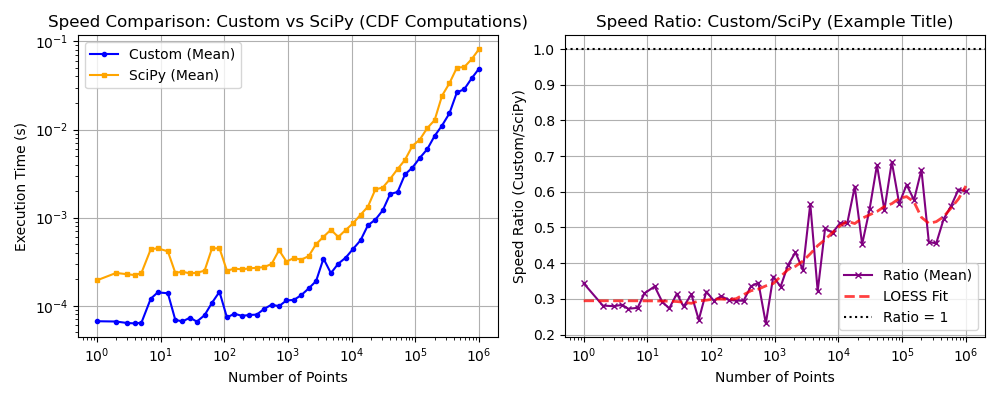 Speed Comparison: Custom vs SciPy (CDF Computations)
10⁻¹
10⁻²
10⁻³
10⁻⁴
Execution Time (s)
Custom (Mean)
SciPy (Mean)
10⁰ 10¹ 10² 10³ 10⁴ 10⁵ 10⁶
Number of Points
Speed Ratio: Custom/SciPy (Example Title)
1.0
0.9
0.8
0.7
0.6
0.5
0.4
0.3
0.2
Speed Ratio (Custom/SciPy)
Ratio (Mean)
LOESS Fit
Ratio = 1
10⁰ 10¹ 10² 10³ 10⁴ 10⁵ 10⁶
Number of Points